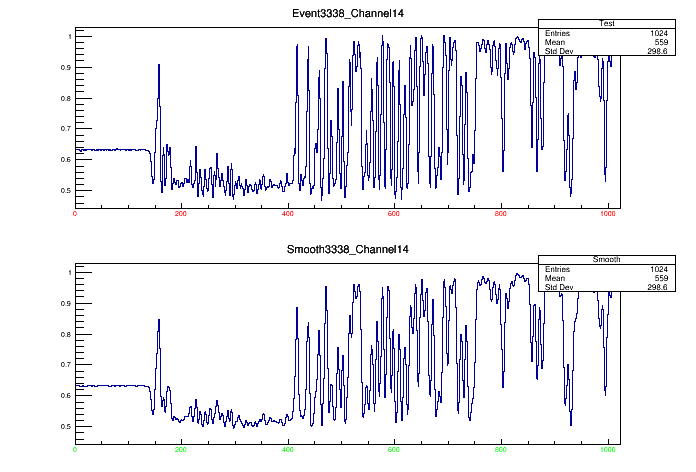 Event3338_Channel14
Test
Entries 1024
Mean 559
Std Dev 298.6
1
0.9
0.8
0.7
0.6
0.5
0 200 400 600 800 1000
Smooth3338_Channel14
Smooth
Entries 1024
Mean 559
Std Dev 298.6
1
0.9
0.8
0.7
0.6
0.5
0 200 400 600 800 1000